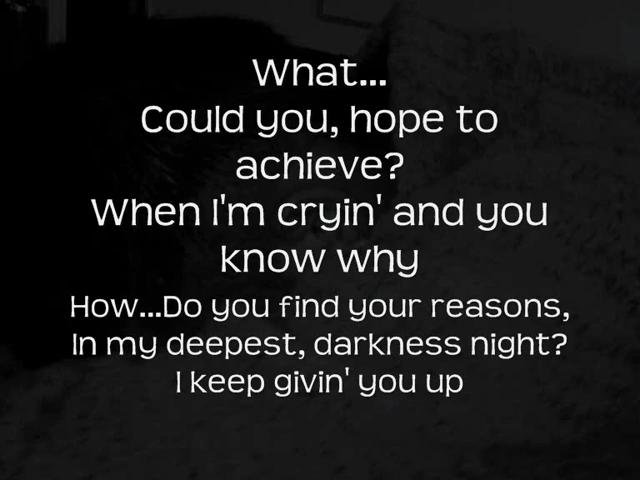 What...
Could you, hope to
achieve?
When I'm cryin' and you
know why
How...Do you find your reasons,
In my deepest, darkness night?
I keep givin' you up